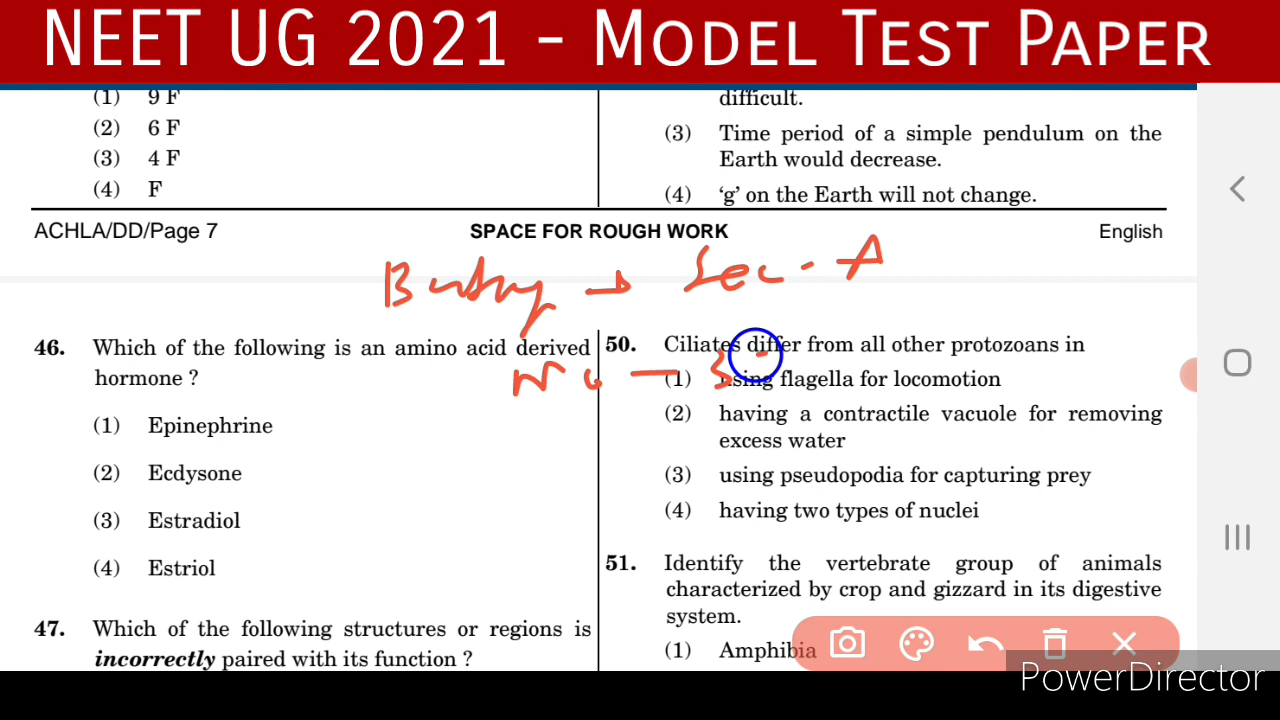 NEET UG 2021 - MODEL TEST PAPER
(1) 9 F
(2) 6 F
(3) 4 F
(4) F
difficult.
(3) Time period of a simple pendulum on the
Earth would decrease.
(4) ‘g’ on the Earth will not change.
ACHLA/DD/Page 7 SPACE FOR ROUGH WORK English
→ Sec. A
46. Which of the following is an amino acid derived
hormone ?
(1) Epinephrine
(2) Ecdysone
(3) Estradiol
(4) Estriol
47. Which of the following structures or regions is
incorrectly paired with its function ?
50. Ciliates differ from all other protozoans in
(1) using flagella for locomotion
(2) having a contractile vacuole for removing
excess water
(3) using pseudopodia for capturing prey
(4) having two types of nuclei
51. Identify the vertebrate group of animals
characterized by crop and gizzard in its digestive
system.
(1) Amphibia
PowerDirector